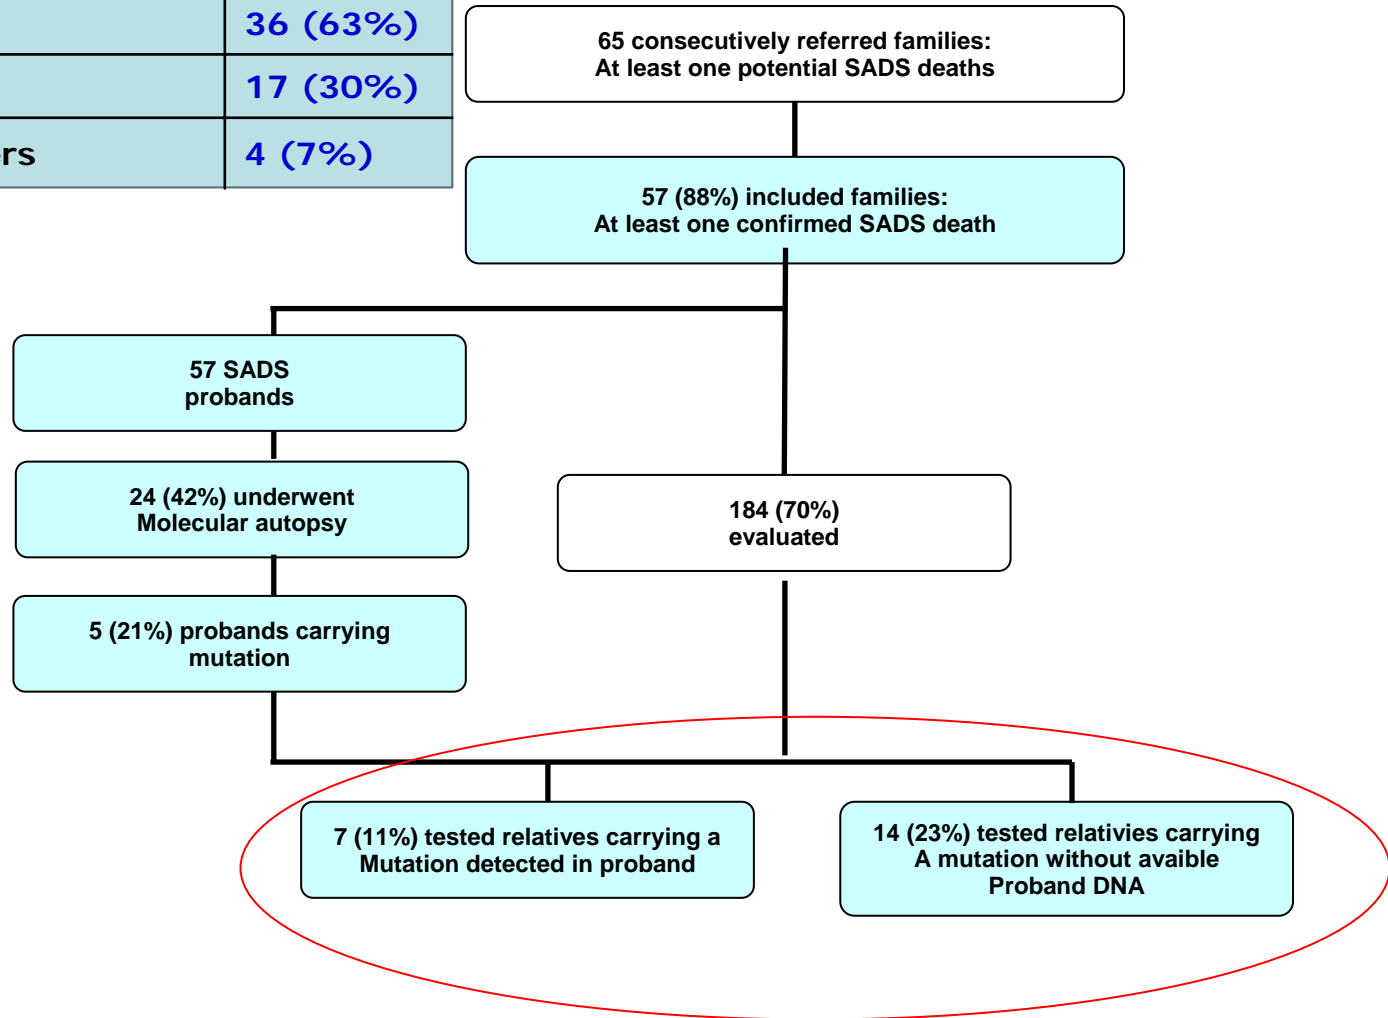 36 (63%)
17 (30%)
rs 4 (7%)
65 consecutively referred families:
At least one potential SADS deaths
57 (88%) included families:
At least one confirmed SADS death
57 SADS
probands
24 (42%) underwent
Molecular autopsy
184 (70%)
evaluated
5 (21%) probands carrying
mutation
7 (11%) tested relatives carrying a
Mutation detected in proband
14 (23%) tested relativies carrying
A mutation without avaible
Proband DNA